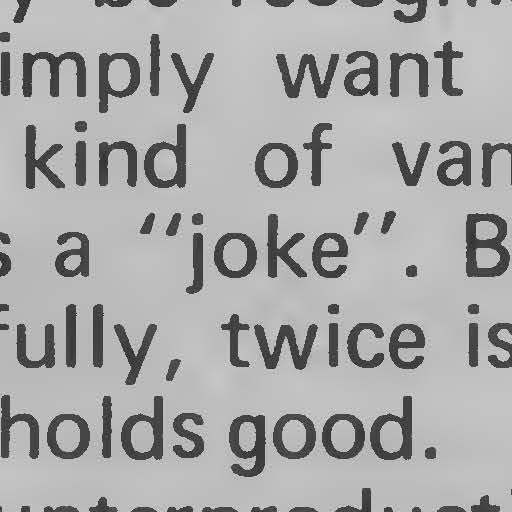 imply want
kind of van
s a “joke”. B
fully, twice is
holds good.